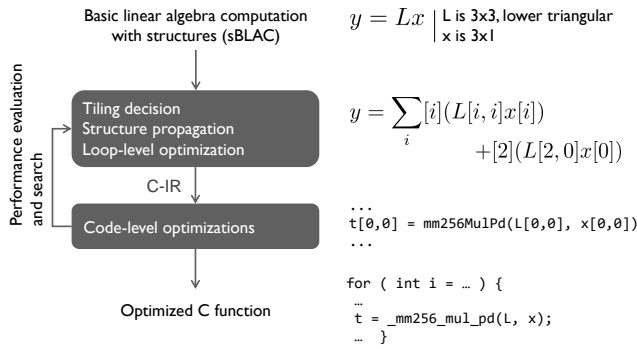 Basic linear algebra computation
with structures (sBLAC)
y = Lx | L is 3x3, lower triangular
x is 3x1
Performance evaluation
and search
Tiling decision
Structure propagation
Loop-level optimization
y = ∑ [i](L[i, i]x[i])
i
+[2](L[2, 0]x[0])
C-IR
Code-level optimizations
...
t[0,0] = mm256MulPd(L[0,0], x[0,0])
...
Optimized C function
for ( int i = … ) {
…
t = _mm256_mul_pd(L, x);
… }